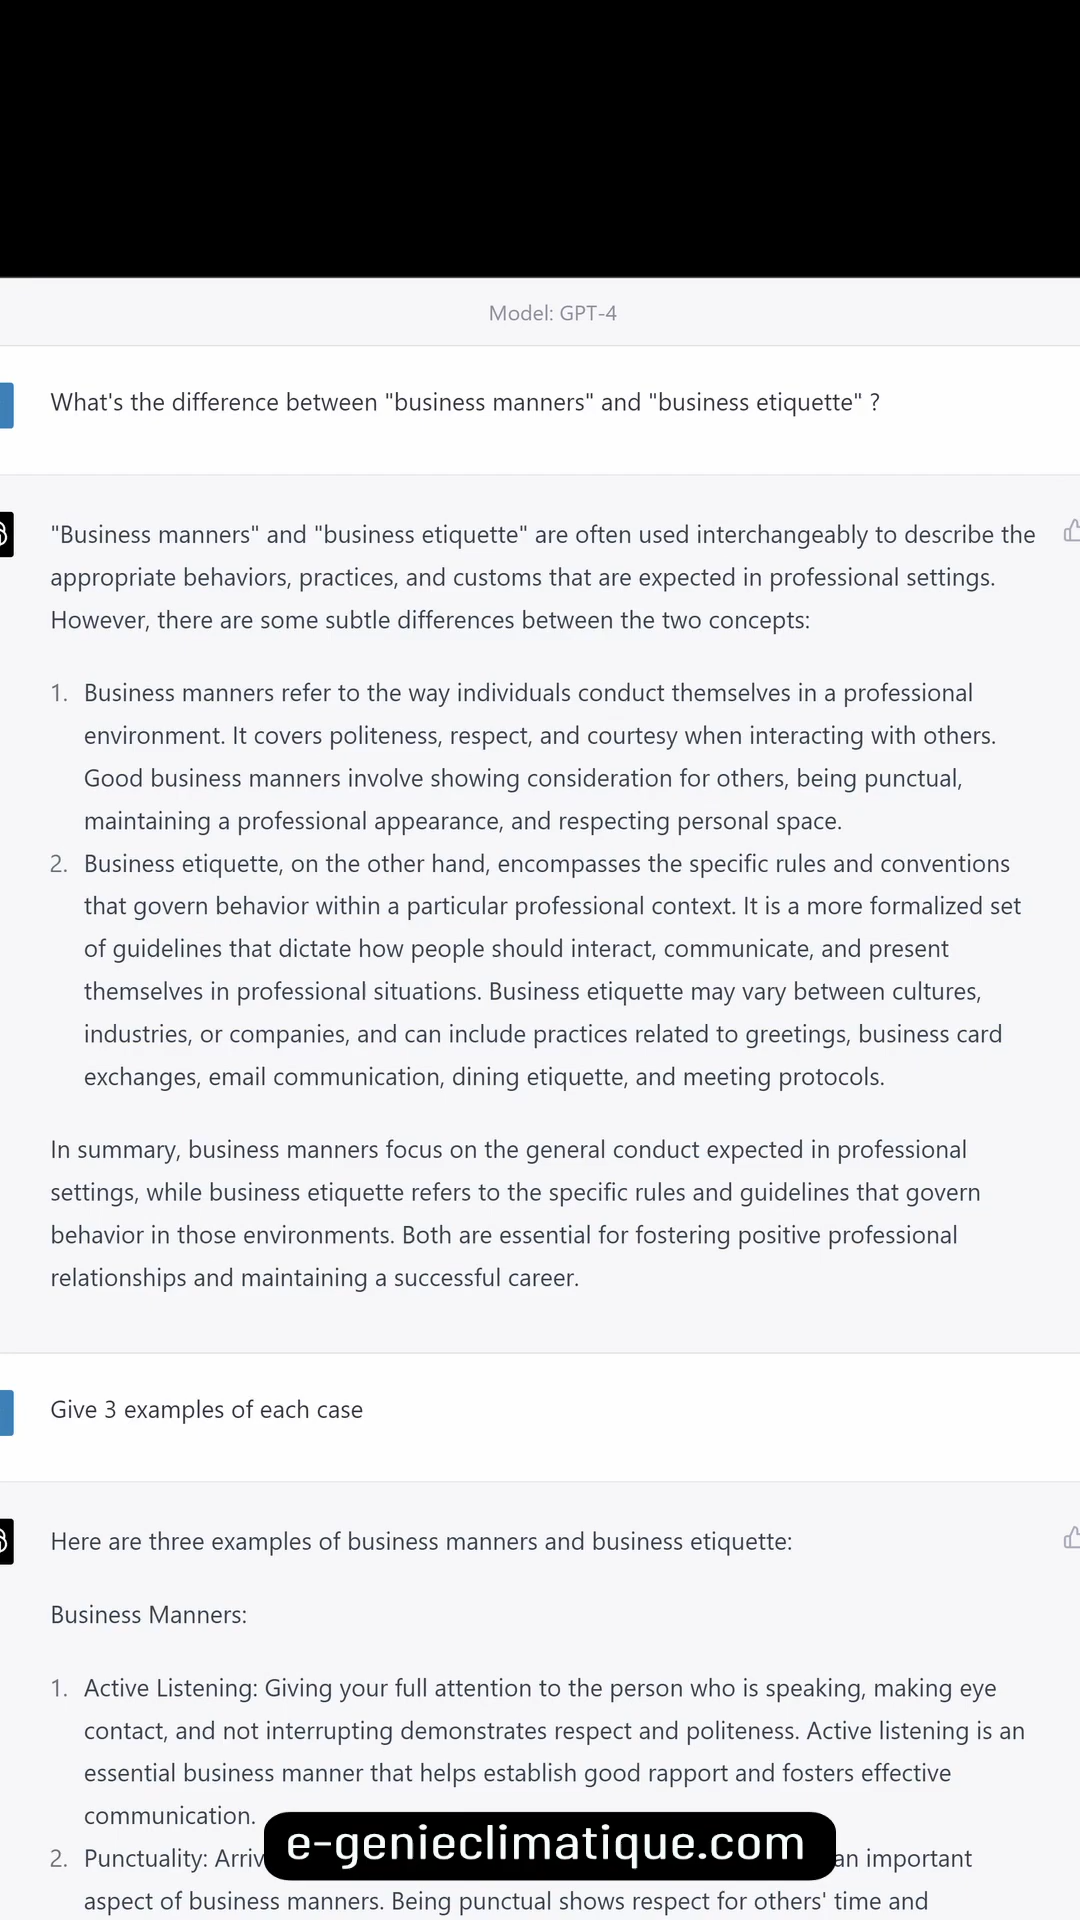 Model: GPT-4
What's the difference between "business manners" and "business etiquette" ?
"Business manners" and "business etiquette" are often used interchangeably to describe the
appropriate behaviors, practices, and customs that are expected in professional settings.
However, there are some subtle differences between the two concepts:
1. Business manners refer to the way individuals conduct themselves in a professional
environment. It covers politeness, respect, and courtesy when interacting with others.
Good business manners involve showing consideration for others, being punctual,
maintaining a professional appearance, and respecting personal space.
2. Business etiquette, on the other hand, encompasses the specific rules and conventions
that govern behavior within a particular professional context. It is a more formalized set
of guidelines that dictate how people should interact, communicate, and present
themselves in professional situations. Business etiquette may vary between cultures,
industries, or companies, and can include practices related to greetings, business card
exchanges, email communication, dining etiquette, and meeting protocols.
In summary, business manners focus on the general conduct expected in professional
settings, while business etiquette refers to the specific rules and guidelines that govern
behavior in those environments. Both are essential for fostering positive professional
relationships and maintaining a successful career.
Give 3 examples of each case
Here are three examples of business manners and business etiquette:
Business Manners:
1. Active Listening: Giving your full attention to the person who is speaking, making eye
contact, and not interrupting demonstrates respect and politeness. Active listening is an
essential business manner that helps establish good rapport and fosters effective
communication.
e-genieclimatique.com
2. Punctuality: an important
aspect of business manners. Being punctual shows respect for others' time and